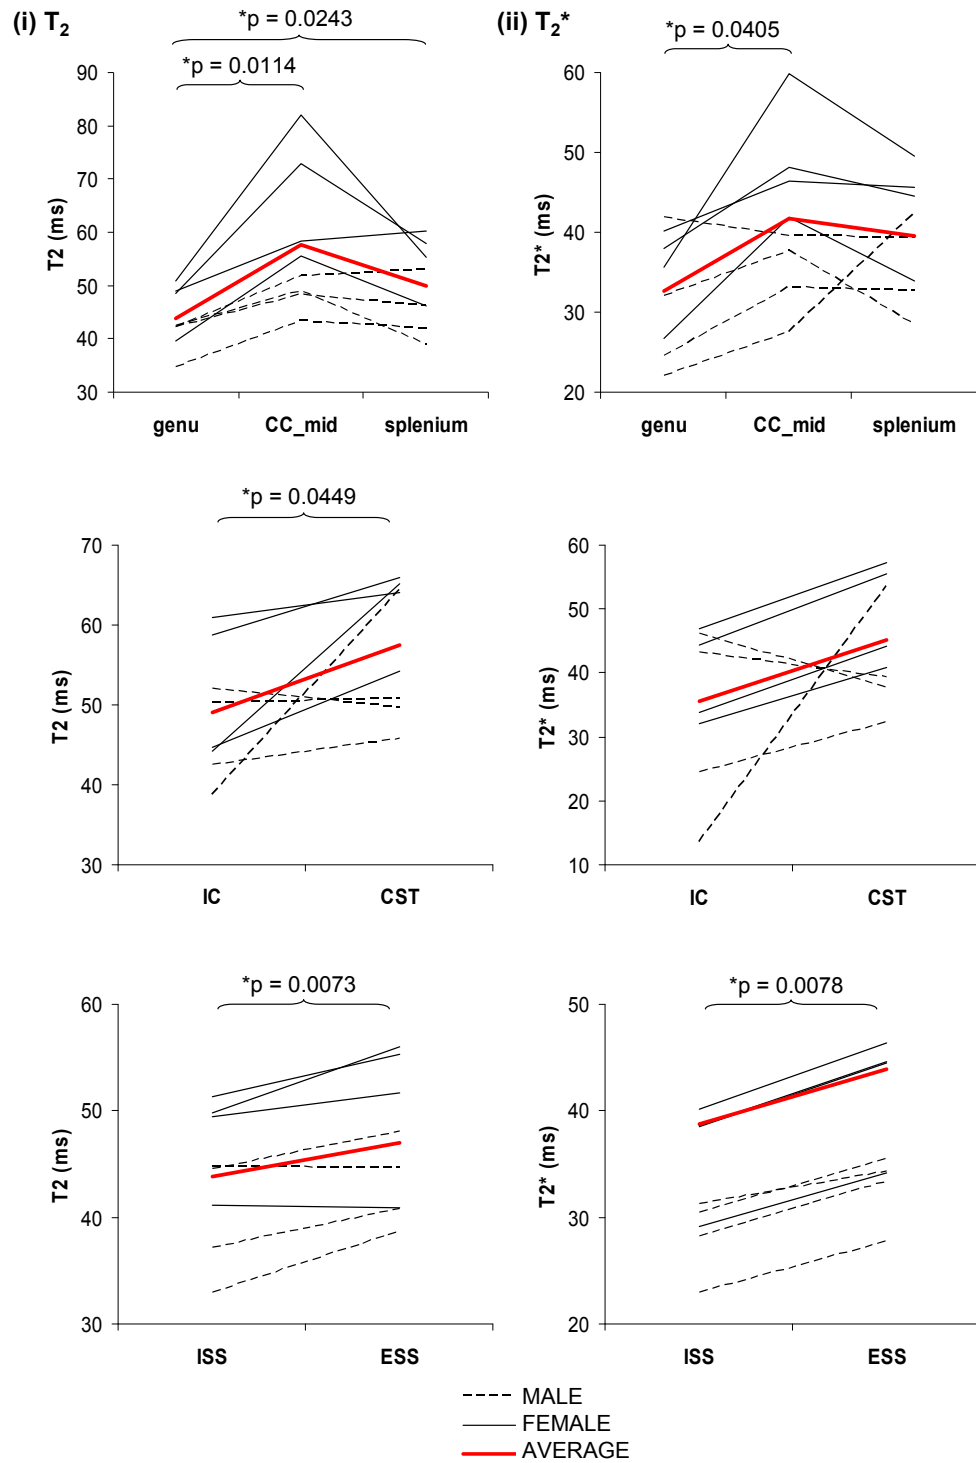 (i) T2
(ii) T2*
*p = 0.0243
*p = 0.0114
*p = 0.0405
90
80
70
60
50
40
30
T2 (ms)
genu CC_mid splenium
60
50
40
30
20
T2* (ms)
genu CC_mid splenium
*p = 0.0449
70
60
50
40
30
T2 (ms)
IC CST
60
50
40
30
20
10
T2* (ms)
IC CST
*p = 0.0073
60
50
40
30
T2 (ms)
ISS ESS
*p = 0.0078
50
40
30
20
T2* (ms)
ISS ESS
MALE
FEMALE
AVERAGE